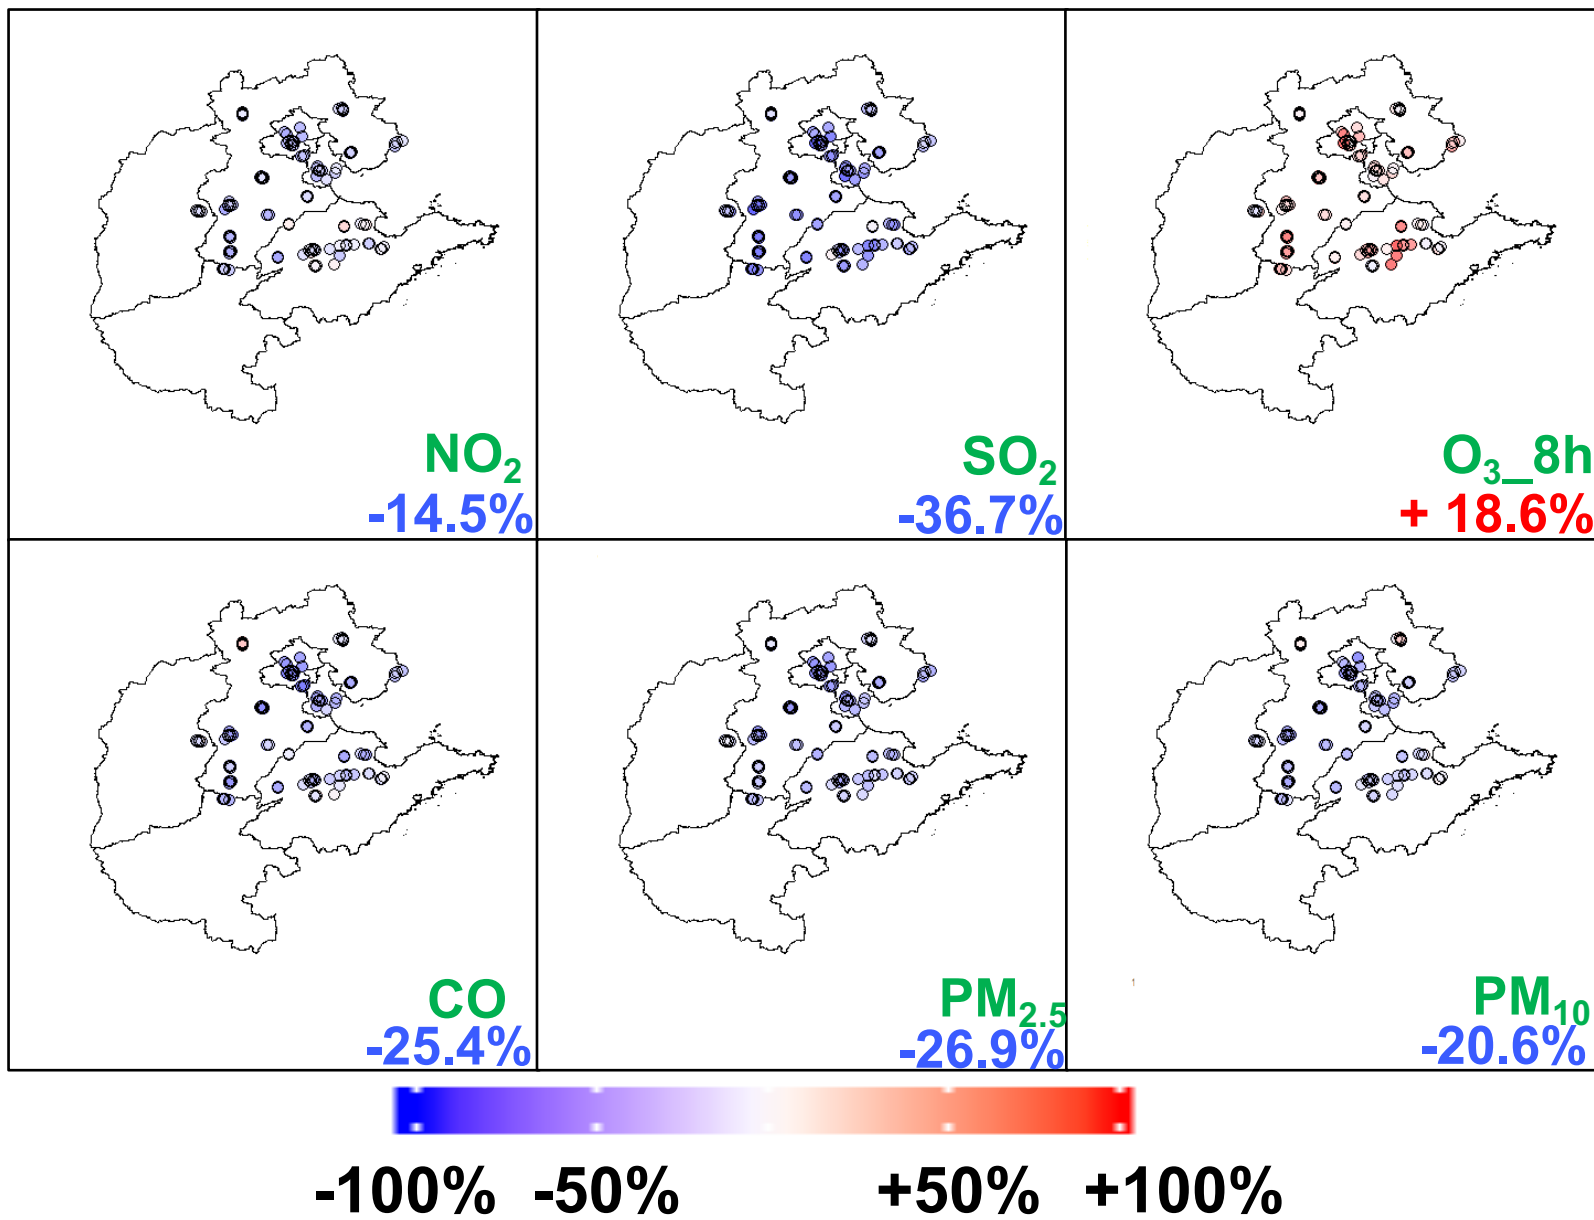 NO₂
-14.5%
SO₂
-36.7%
O₃_8h
+ 18.6%
CO
-25.4%
PM₂.₅
-26.9%
PM₁₀
-20.6%
-100% -50% +50% +100%